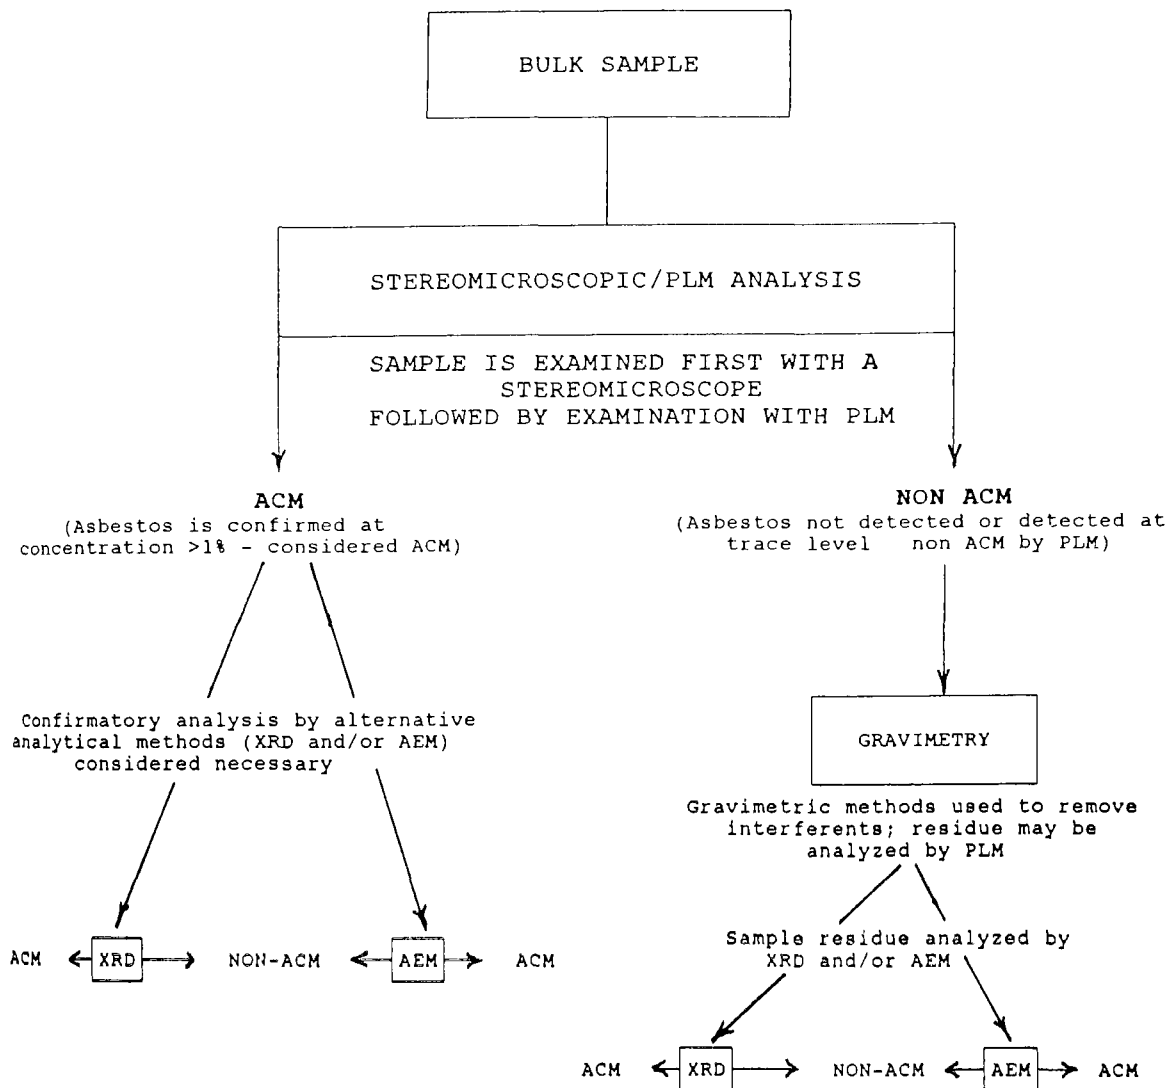 BULK SAMPLE
STEREOMICROSCOPIC/PLM ANALYSIS
SAMPLE IS EXAMINED FIRST WITH A
STEREOMICROSCOPE
FOLLOWED BY EXAMINATION WITH PLM
ACM
(Asbestos is confirmed at
concentration >1% - considered ACM)
NON ACM
(Asbestos not detected or detected at
trace level non ACM by PLM)
Confirmatory analysis by alternative
analytical methods (XRD and/or AEM)
considered necessary
GRAVIMETRY
Gravimetric methods used to remove
interferents; residue may be
analyzed by PLM
ACM XRD NON-ACM AEM ACM
Sample residue analyzed by
XRD and/or AEM
ACM XRD NON-ACM AEM ACM